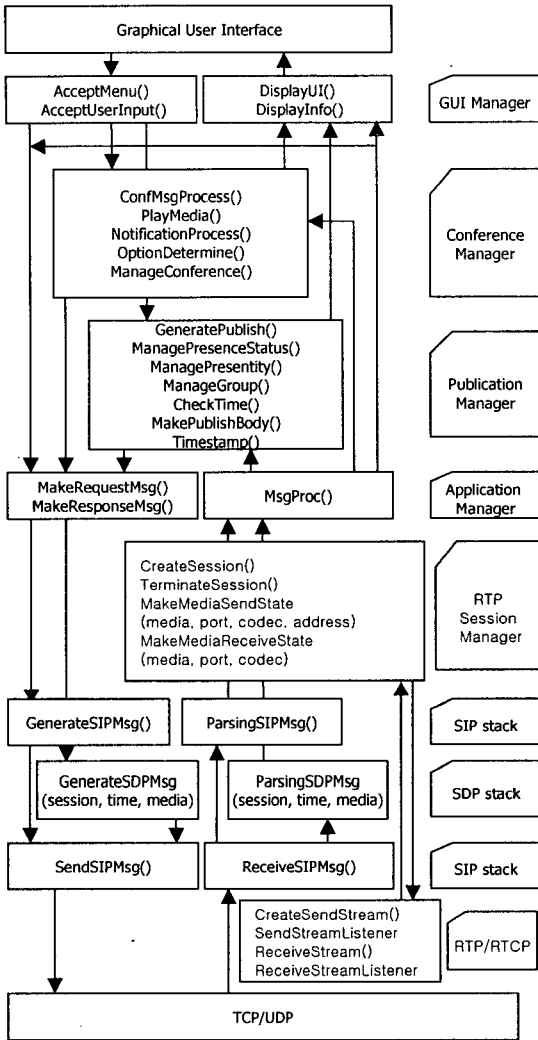 Graphical User Interface
AcceptMenu()
AcceptUserInput()
DisplayUI()
DisplayInfo()
GUI Manager
ConfMsgProcess()
PlayMedia()
NotificationProcess()
OptionDetermine()
ManageConference()
Conference
Manager
GeneratePublish()
ManagePresenceStatus()
ManagePresentity()
ManageGroup()
CheckTime()
MakePublishBody()
Timestamp()
Publication
Manager
MakeRequestMsg()
MakeResponseMsg()
MsgProc()
Application
Manager
CreateSession()
TerminateSession()
MakeMediaSendState
(media, port, codec, address)
MakeMediaReceiveState
(media, port, codec)
RTP
Session
Manager
GenerateSIPMsg()
ParsingSIPMsg()
SIP stack
GenerateSDPMsg
(session, time, media)
ParsingSDPMsg
(session, time, media)
SDP stack
SendSIPMsg()
ReceiveSIPMsg()
SIP stack
CreateSendStream()
SendStreamListener
ReceiveStream()
ReceiveStreamListener
RTP/RTCP
TCP/UDP